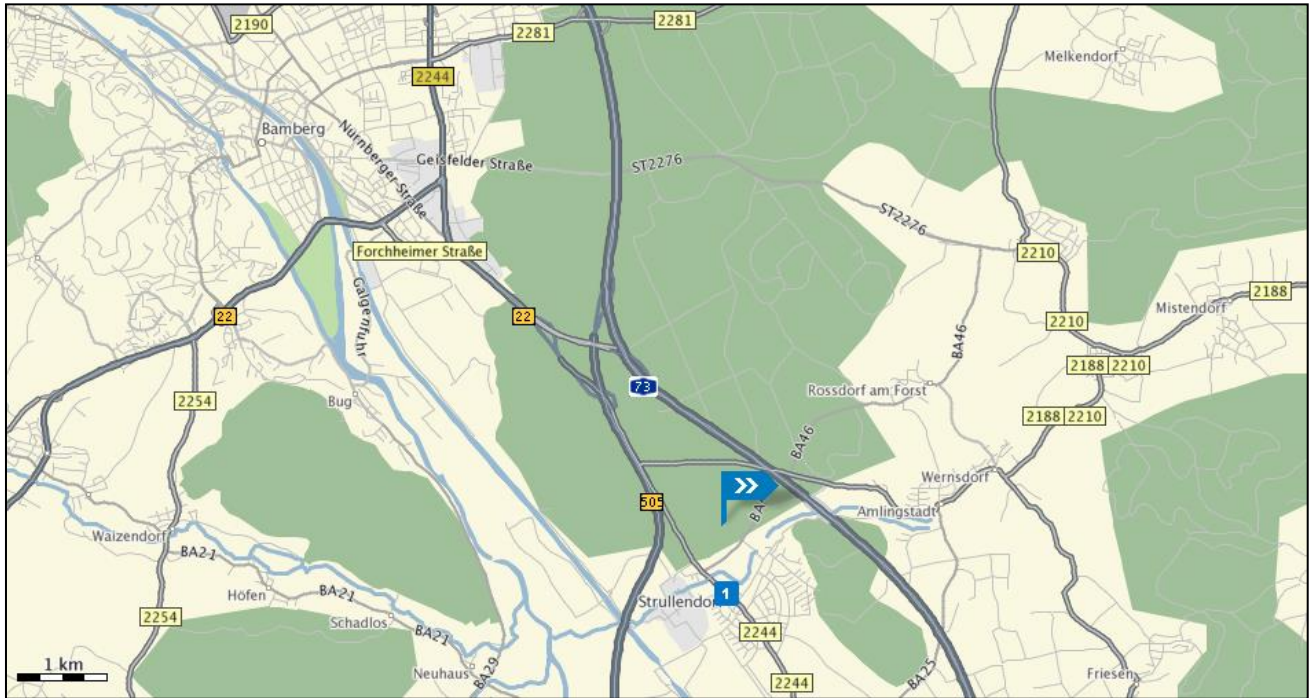 2190
2281
2281
Melkendorf
2244
Bamberg
Nürnberger Straße
Geisfelder Straße
ST2276
ST2276
Forchheimer Straße
2210
2188
Mistendorf
22
22
Galgenfuhr
2210
BA46
2188 2210
73
Rossdorf am Forst
2254
Bug
2188 2210
BA46
Wernsdorf
505
Amlingstadt
Waizendorf
BA21
Höfen
BA21
Strullendorf
1
2254
Schadlos
BA21
2244
Neuhaus
BA29
1 km
2244
BA25
Friesen